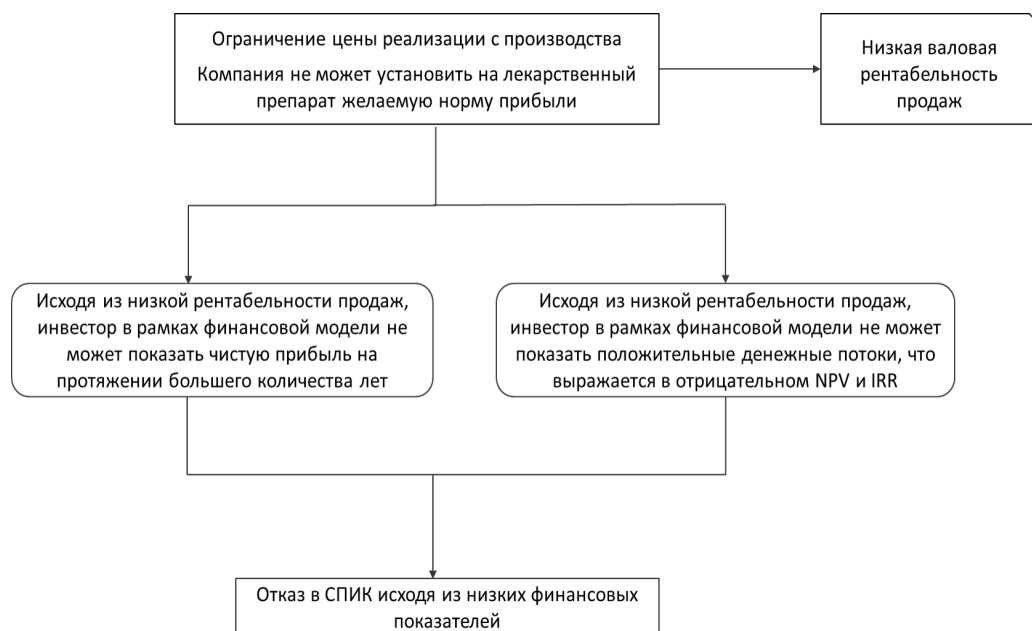 Ограничение цены реализации с производства
Компания не может установить на лекарственный
препарат желаемую норму прибыли
Низкая валовая
рентабельность
продаж
Исходя из низкой рентабельности продаж,
инвестор в рамках финансовой модели не
может показать чистую прибыль на
протяжении большего количества лет
Исходя из низкой рентабельности продаж,
инвестор в рамках финансовой модели не может
показать положительные денежные потоки, что
выражается в отрицательном NPV и IRR
Отказ в СПИК исходя из низких финансовых
показателей